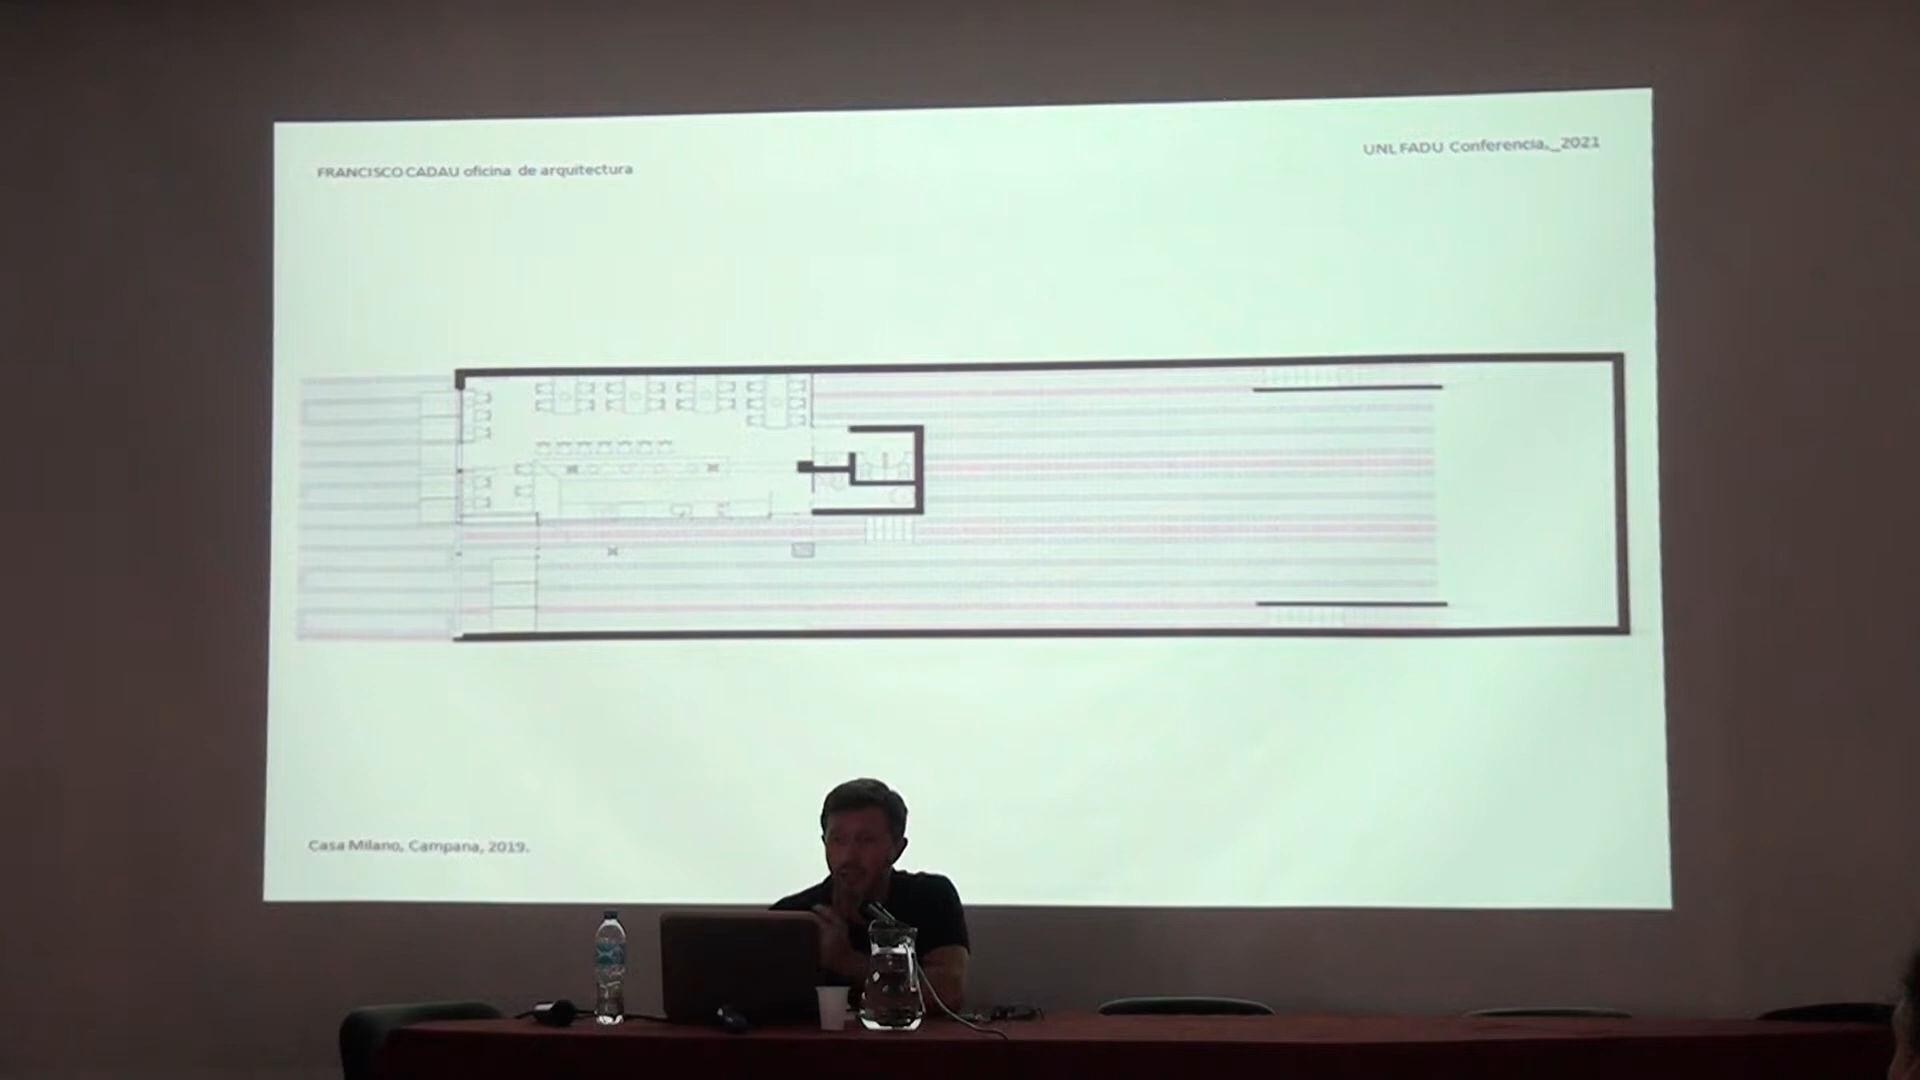 FRANCISCO CADAU oficina de arquitectura
UNL FADU Conferencia,_2021
Casa Milano, Campana, 2019.